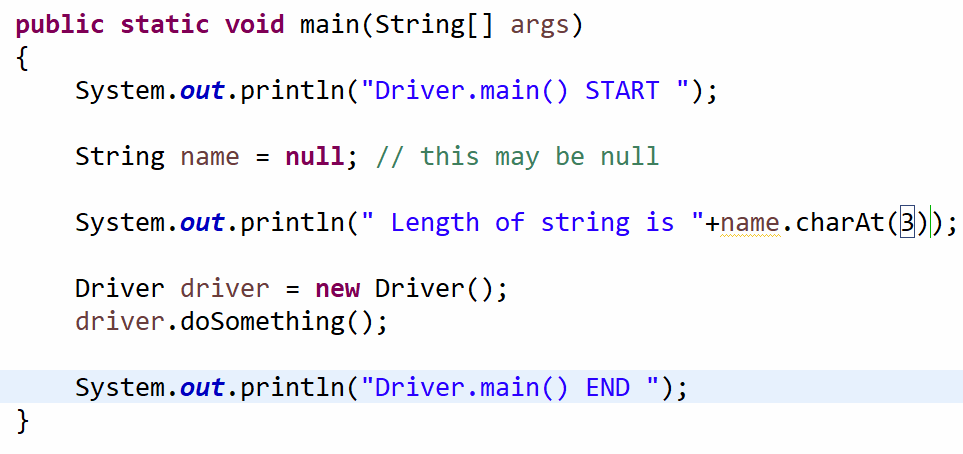 public static void main(String[] args)
{
System.out.println("Driver.main() START ");
String name = null; // this may be null
System.out.println(" Length of string is "+name.charAt(3));
Driver driver = new Driver();
driver.doSomething();
System.out.println("Driver.main() END ");
}